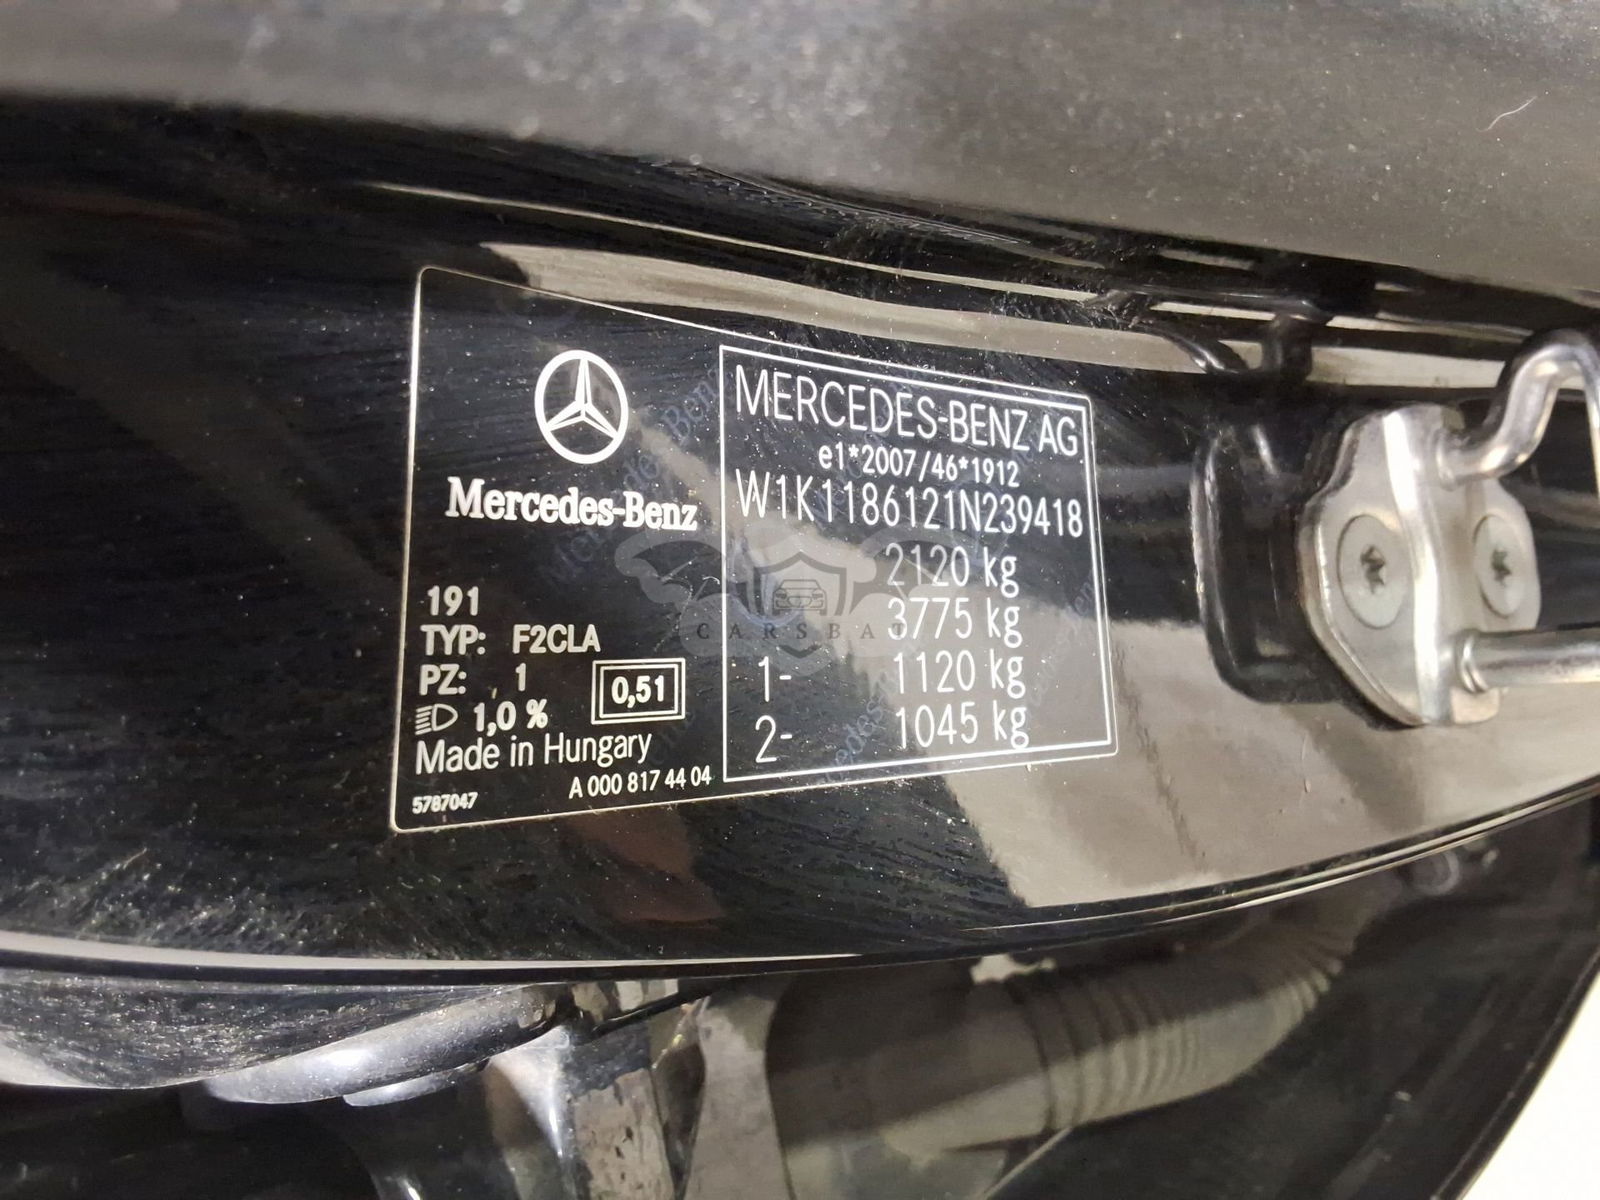 Mercedes-Benz
191
TYP: F2CLA
PZ: 1
1,0 %
0,51
Made in Hungary
A 000 817 44 04
5787047
MERCEDES-BENZ AG
e1*2007/46*1912
W1K1186121N239418
2120 kg
3775 kg
1- 1120 kg
2- 1045 kg
CARSBAT